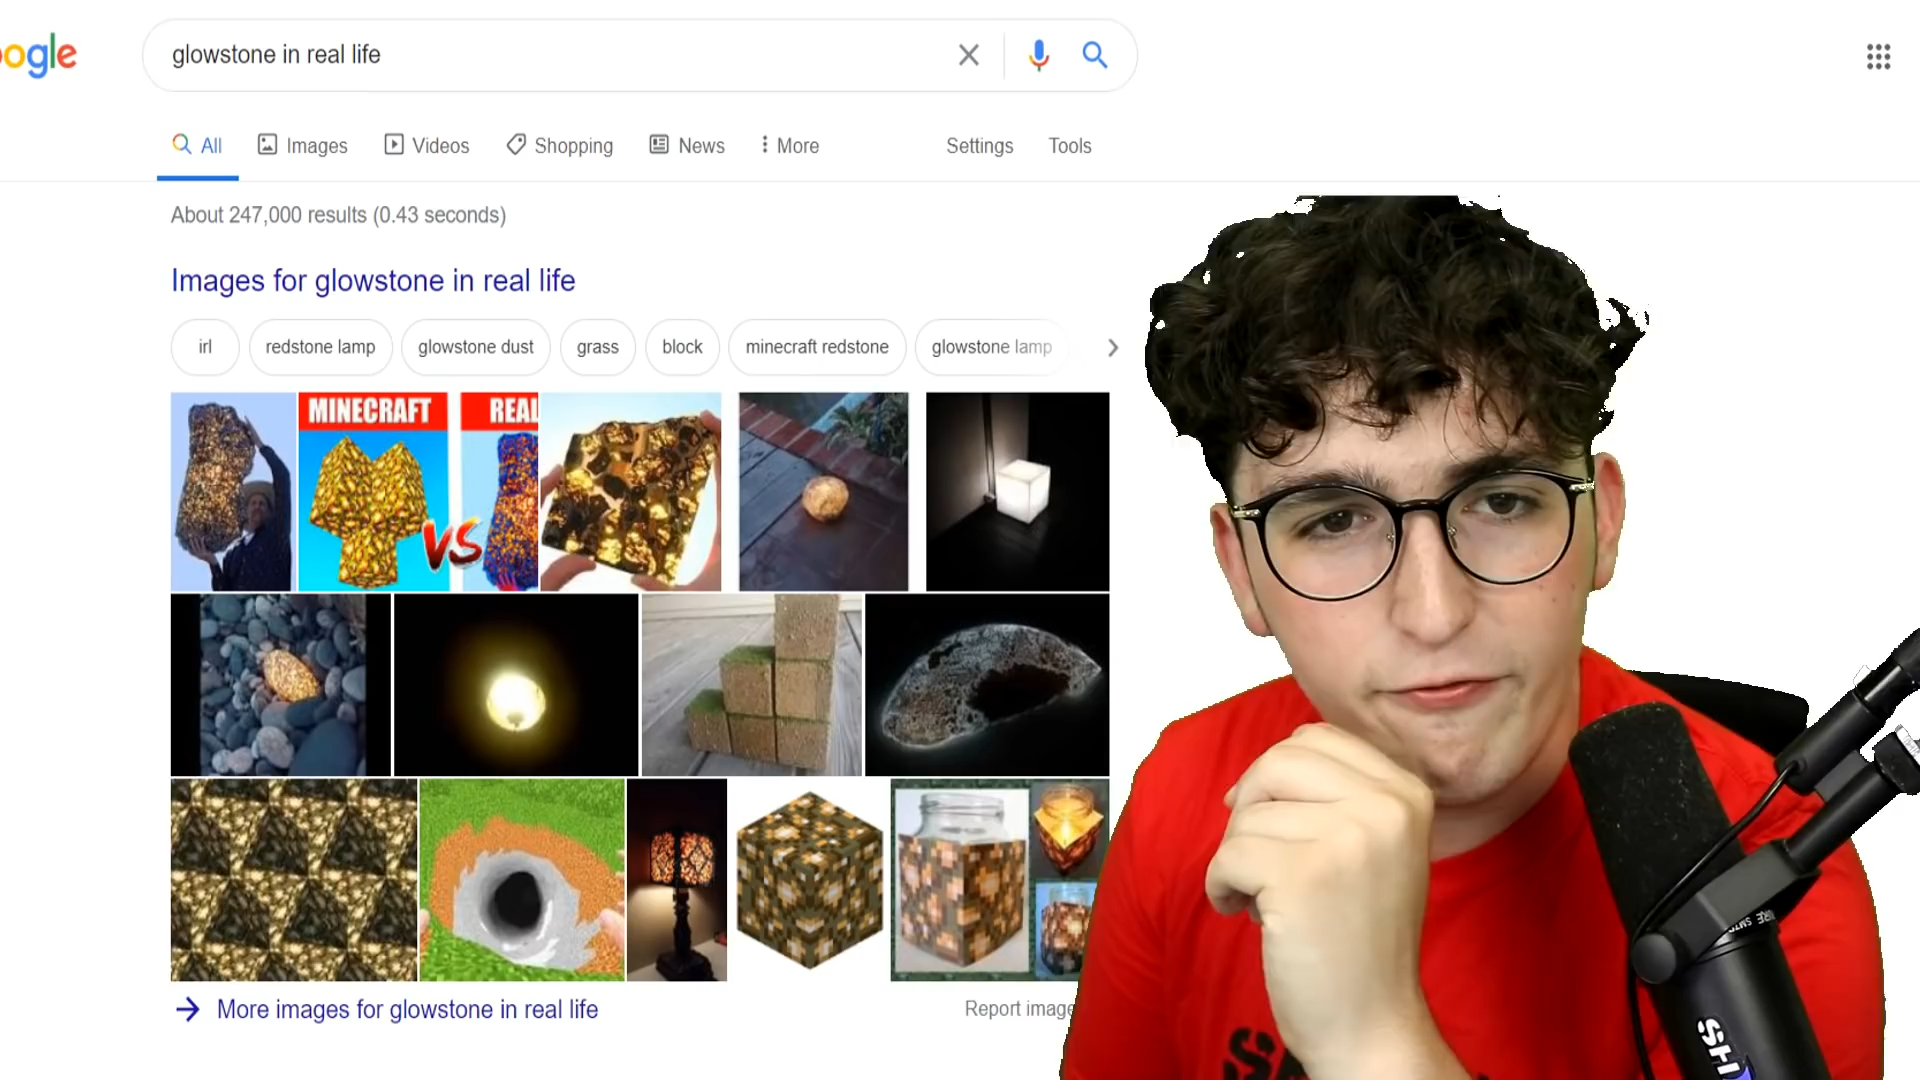 ogle
glowstone in real life
All Images Videos Shopping News More Settings Tools
About 247,000 results (0.43 seconds)
Images for glowstone in real life
irl redstone lamp glowstone dust grass block minecraft redstone glowstone lamp
MINECRAFT REAL
VS
More images for glowstone in real life Report image